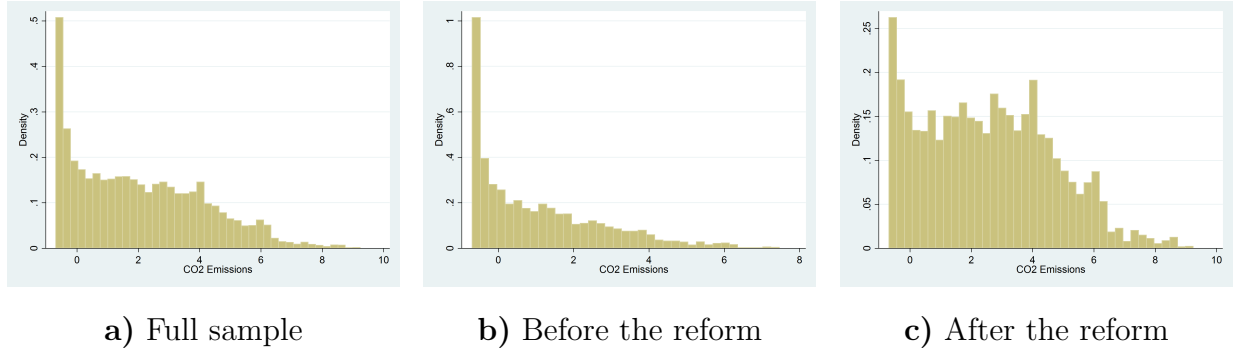 Density
0 .1 .2 .3 .4 .5
0 2 4 6 8 10
CO2 Emissions
a) Full sample
Density
0 .2 .4 .6 .8 1
0 2 4 6 8
CO2 Emissions
b) Before the reform
Density
0 .05 .1 .15 .2 .25
0 2 4 6 8 10
CO2 Emissions
c) After the reform